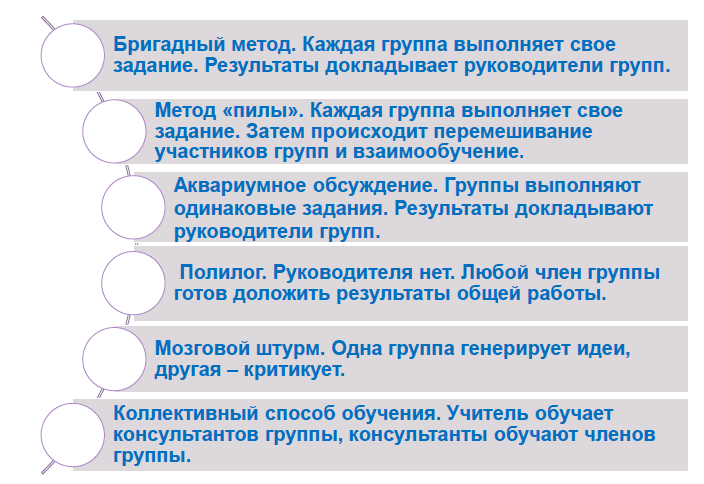 Бригадный метод. Каждая группа выполняет свое
задание. Результаты докладывает руководители групп.
Метод «пилы». Каждая группа выполняет свое
задание. Затем происходит перемешивание
участников групп и взаимообучение.
Аквариумное обсуждение. Группы выполняют
одинаковые задания. Результаты докладывают
руководители групп.
Полилог. Руководителя нет. Любой член группы
готов доложить результаты общей работы.
Мозговой штурм. Одна группа генерирует идеи,
другая – критикует.
Коллективный способ обучения. Учитель обучает
консультантов группы, консультанты обучают членов
группы.